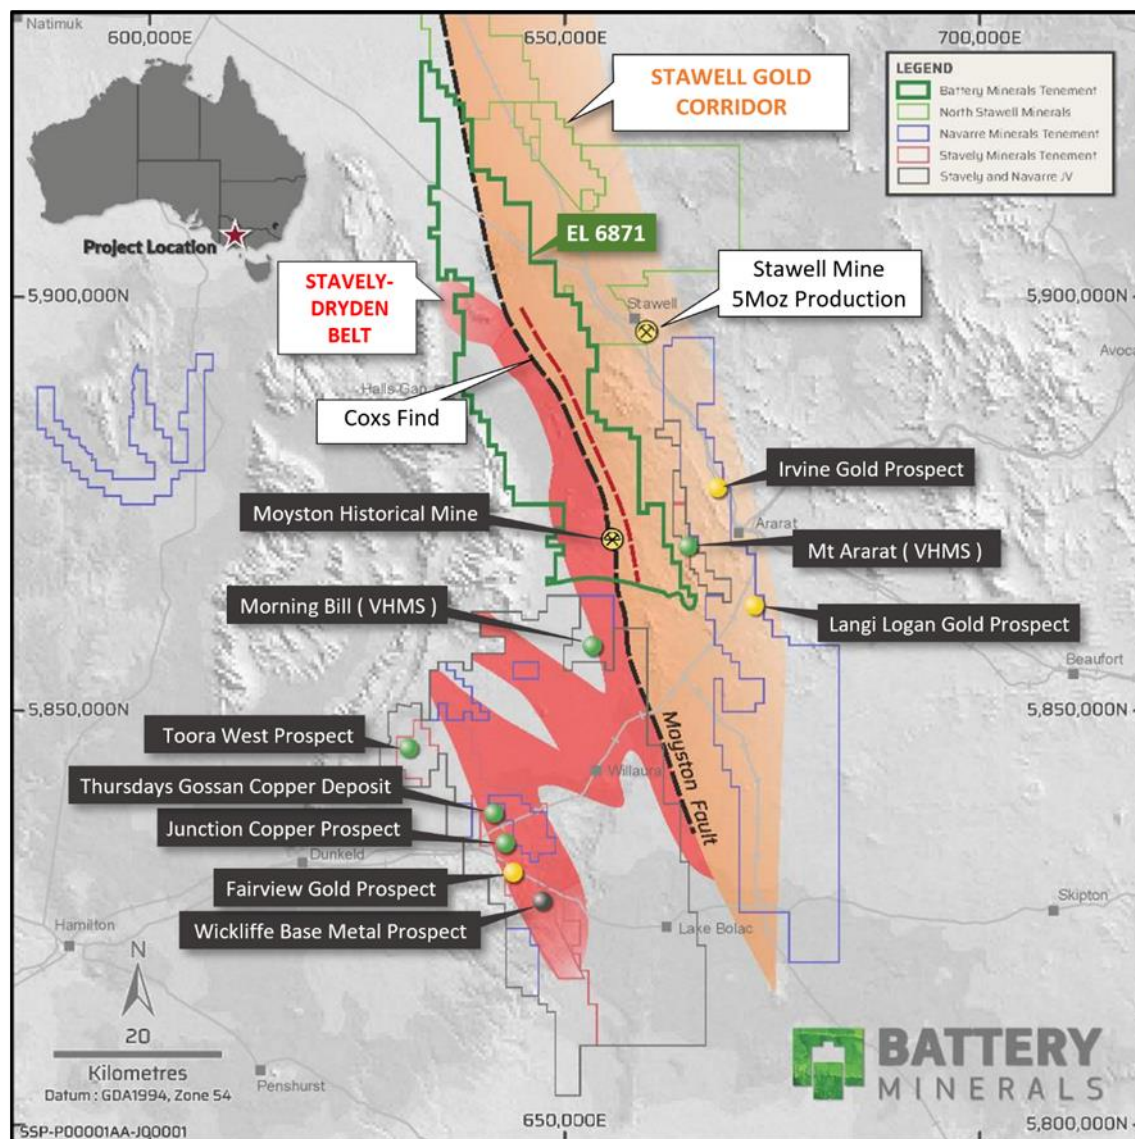 Natimuk
600,000E
650,000E
700,000E
LEGEND
Battery Minerals Tenement
North Stawell Minerals
Navarre Minerals Tenement
Stavely Minerals Tenement
Stavely and Navarre JV
STAWELL GOLD
CORRIDOR
Project Location
EL 6871
STAVELY-
DRYDEN
BELT
Stawell Mine
5Moz Production
5,900,000N
5,900,000N
Stawell
Avoca
Halls Gap
Coxs Find
Irvine Gold Prospect
Moyston Historical Mine
Ararat
Mt Ararat ( VHMS )
Morning Bill ( VHMS )
Langi Logan Gold Prospect
Beaufort
5,850,000N
5,850,000N
Toora West Prospect
Moyston Fault
Willaura
Thursdays Gossan Copper Deposit
Junction Copper Prospect
Dunkeld
Fairview Gold Prospect
Skipton
Hamilton
Wickliffe Base Metal Prospect
Lake Bolac
N
20
Kilometres
Datum : GDA1994, Zone 54
Penshurst
BATTERY
MINERALS
650,000E
5,800,000N
SSP-P00001AA-JQ0001